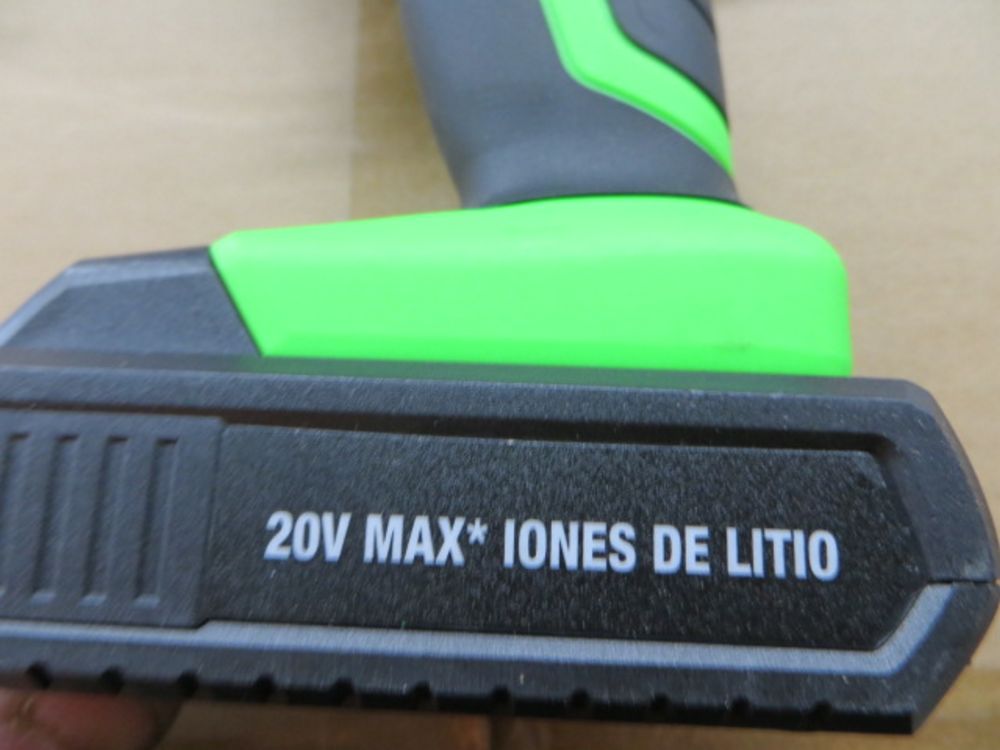 20V MAX* IONES DE LITIO